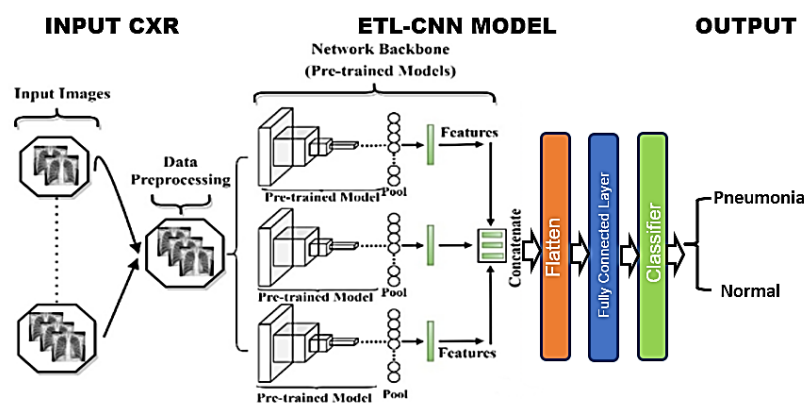 INPUT CXR
ETL-CNN MODEL
OUTPUT
Network Backbone
(Pre-trained Models)
Input Images
Data
Preprocessing
Features
Pre-trained Model
Pool
Pre-trained Model
Pool
Features
Pre-trained Model
Pool
Concatenate
Flatten
Fully Connected Layer
Classifier
Pneumonia
Normal